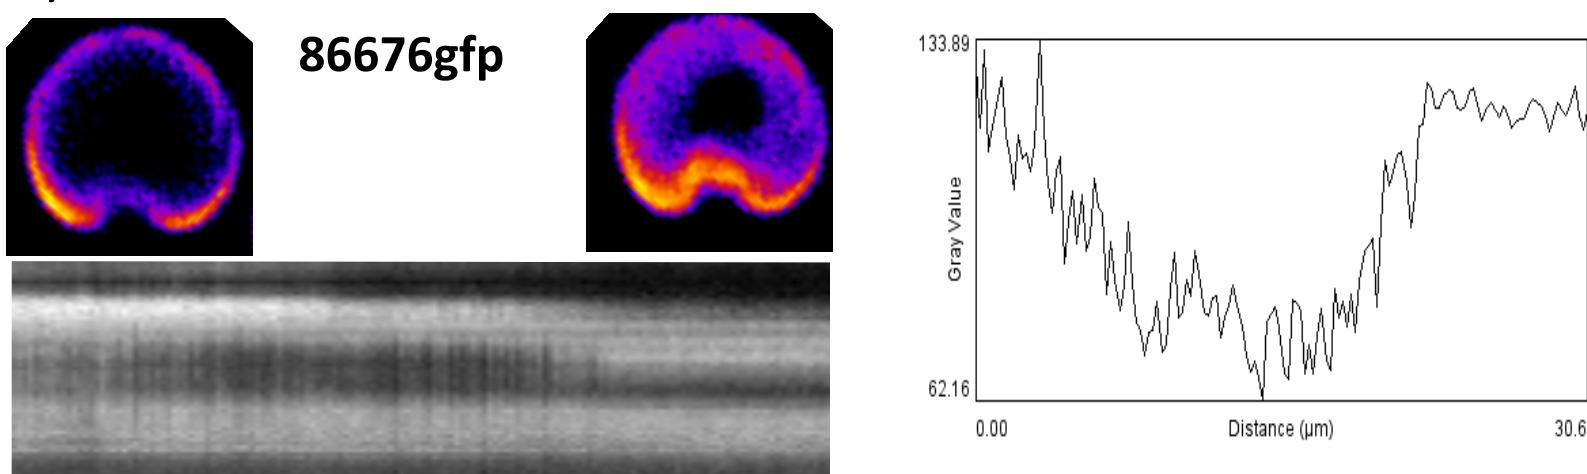 86676gfp
133.89
Gray Value
62.16
0.00
Distance (µm)
30.6